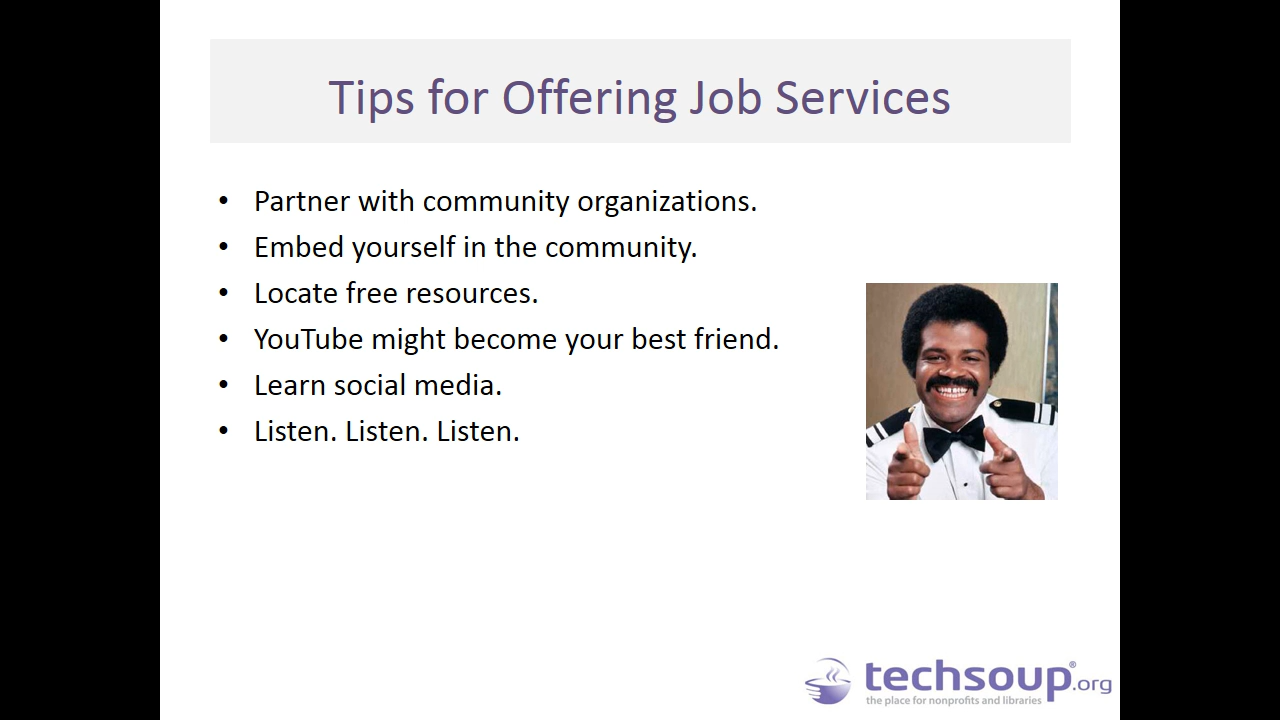 Tips for Offering Job Services
• Partner with community organizations.
• Embed yourself in the community.
• Locate free resources.
• YouTube might become your best friend.
• Learn social media.
• Listen. Listen. Listen.
techsoup®.org
the place for nonprofits and libraries